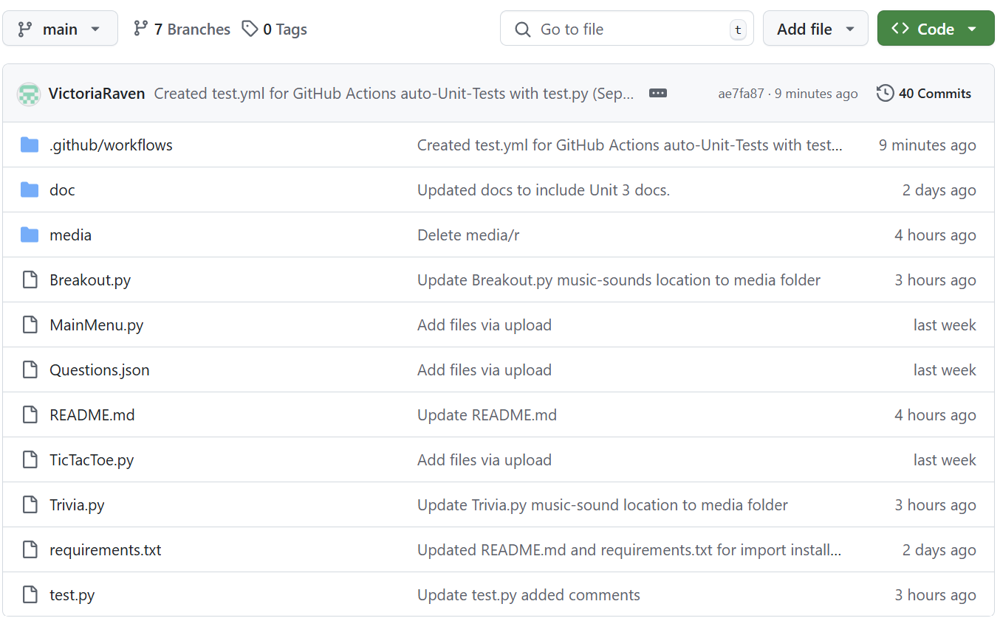 main 7 Branches 0 Tags Go to file t Add file Code
VictoriaRaven Created test.yml for GitHub Actions auto-Unit-Tests with test.py (Sep... ae7fa87 · 9 minutes ago 40 Commits
.github/workflows Created test.yml for GitHub Actions auto-Unit-Tests with test... 9 minutes ago
doc Updated docs to include Unit 3 docs. 2 days ago
media Delete media/r 4 hours ago
Breakout.py Update Breakout.py music-sounds location to media folder 3 hours ago
MainMenu.py Add files via upload last week
Questions.json Add files via upload last week
README.md Update README.md 4 hours ago
TicTacToe.py Add files via upload last week
Trivia.py Update Trivia.py music-sound location to media folder 3 hours ago
requirements.txt Updated README.md and requirements.txt for import install... 2 days ago
test.py Update test.py added comments 3 hours ago